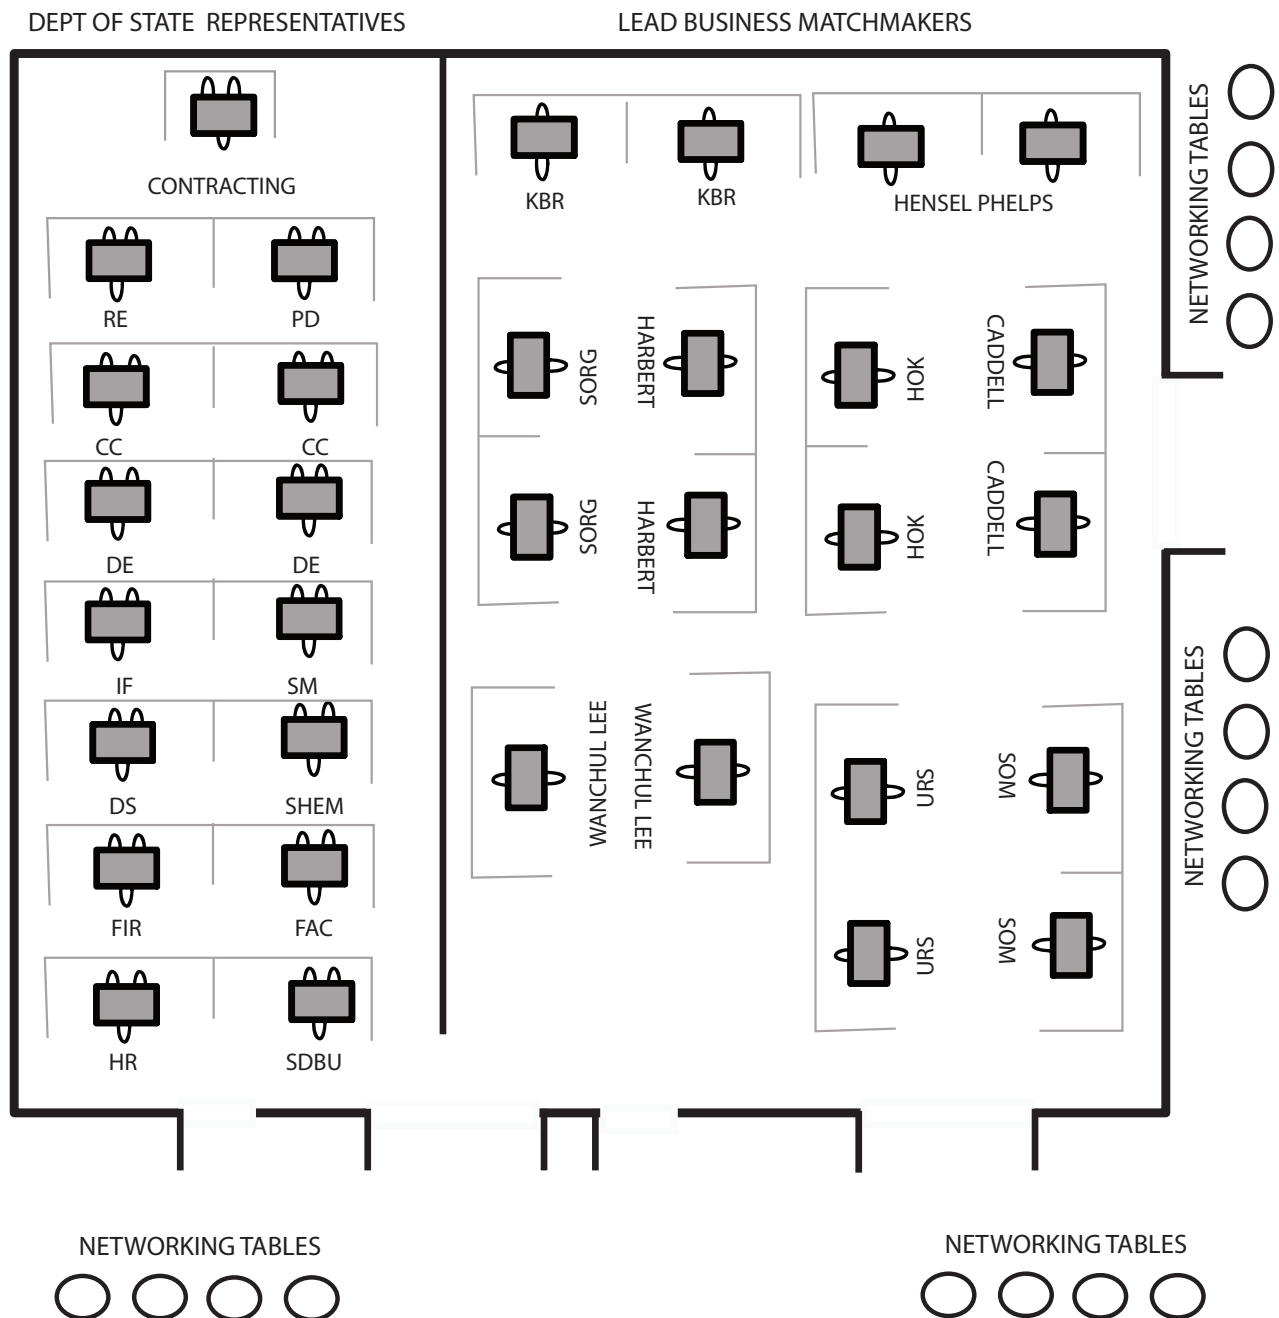 DEPT OF STATE REPRESENTATIVES
LEAD BUSINESS MATCHMAKERS
CONTRACTING
RE
PD
CC
CC
DE
DE
IF
SM
DS
SHEM
FIR
FAC
HR
SDBU
KBR
KBR
HENSEL PHELPS
SORG
HARBERT
HOK
CADDELL
SORG
HARBERT
HOK
CADDELL
WANCHUL LEE
WANCHUL LEE
URS
SOM
URS
SOM
NETWORKING TABLES
NETWORKING TABLES
NETWORKING TABLES
NETWORKING TABLES